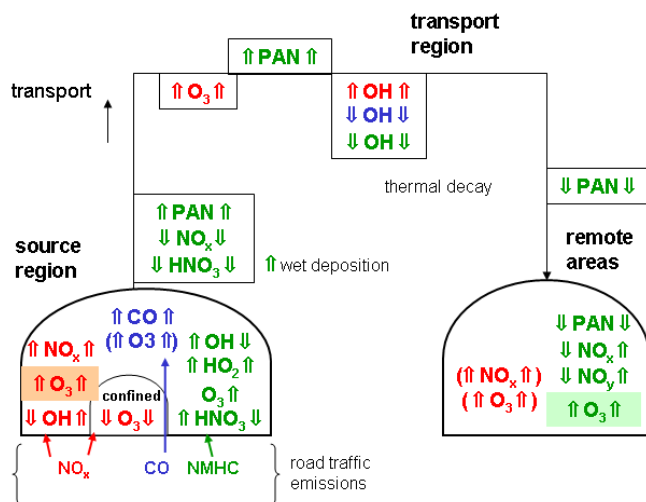 transport
region
⇑ PAN ⇑
transport
⇑ O₃ ⇑
⇑ OH ⇑
⇓ OH ⇓
⇓ OH ⇓
thermal decay
⇓ PAN ⇓
⇑ PAN ⇑
⇓ NOₓ ⇓
⇓ HNO₃ ⇓
⇑ wet deposition
source
region
remote
areas
⇑ CO ⇑
(⇑ O3 ⇑)
⇑ NOₓ ⇑
⇑ O₃ ⇑
⇓ OH ⇑
confined
⇓ O₃ ⇓
⇑ OH ⇓
⇑ HO₂ ⇑
O₃ ⇑
⇑ HNO₃ ⇓
(⇑ NOₓ ⇑)
(⇑ O₃ ⇑)
⇓ PAN ⇓
⇓ NOₓ ⇑
⇓ NOᵧ ⇑
⇑ O₃ ⇑
NOₓ
CO
NMHC
road traffic
emissions